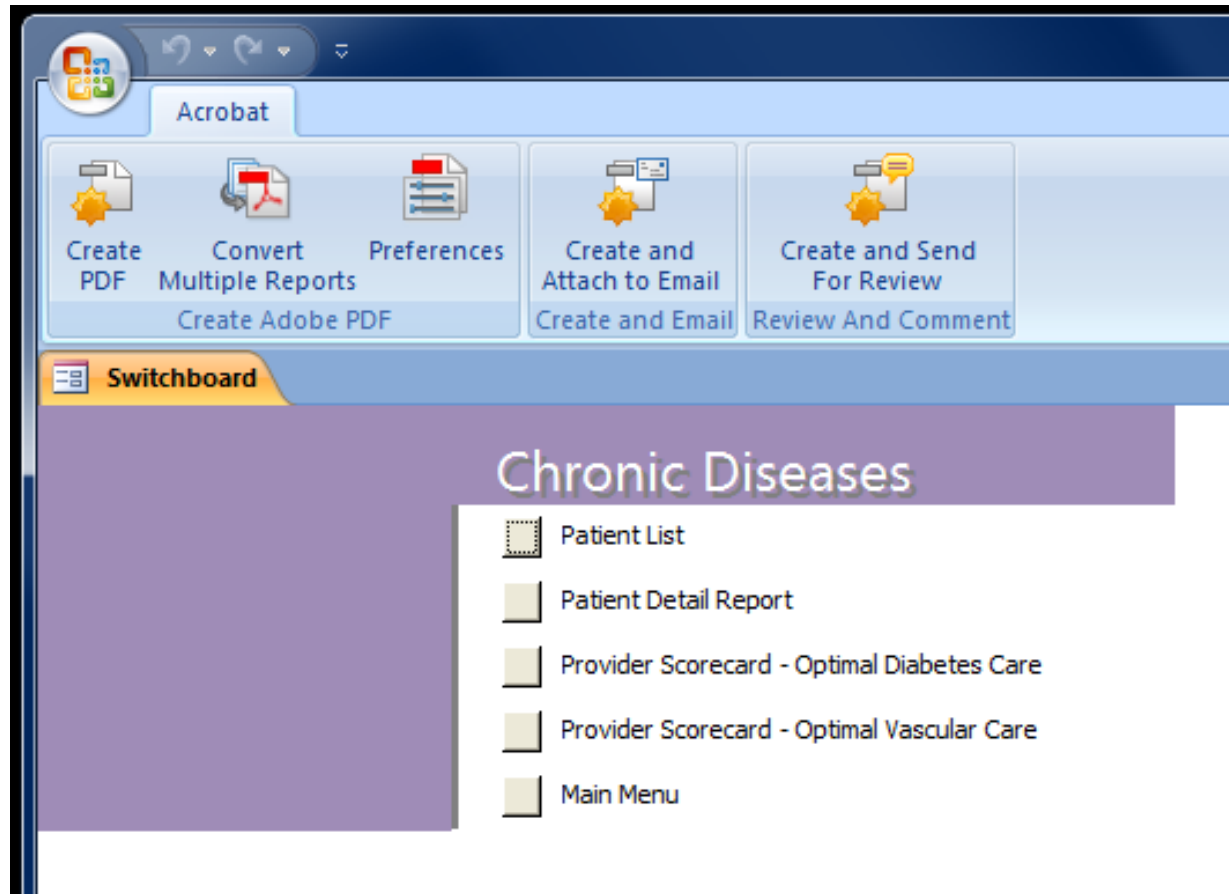 Acrobat
Create Convert Preferences Create and Create and Send
PDF Multiple Reports Attach to Email For Review
Create Adobe PDF Create and Email Review And Comment
Switchboard
Chronic Diseases
Patient List
Patient Detail Report
Provider Scorecard - Optimal Diabetes Care
Provider Scorecard - Optimal Vascular Care
Main Menu